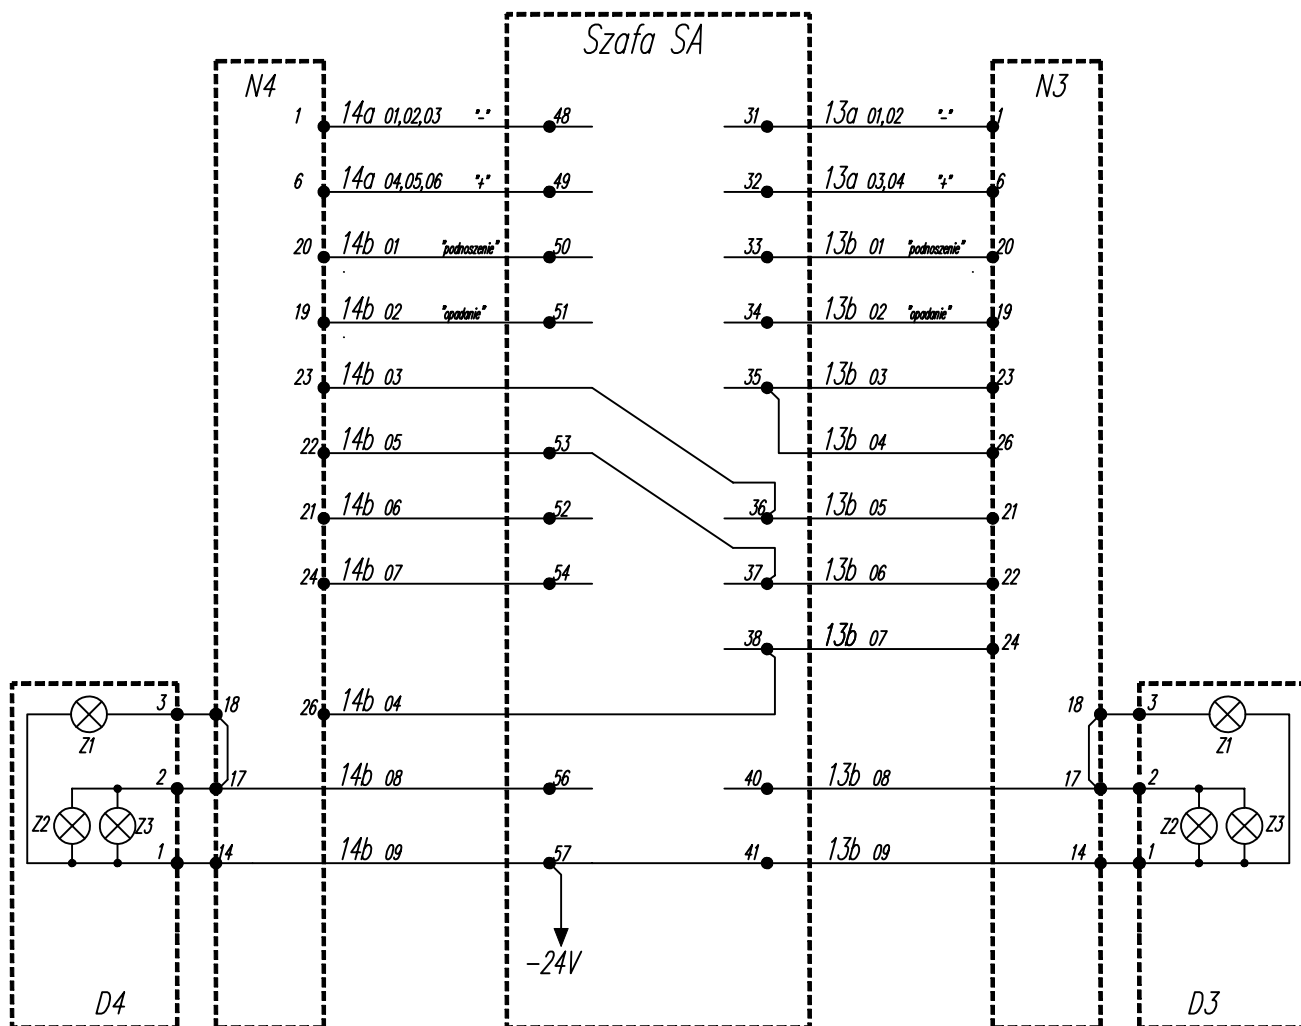 Szafa SA
N4 N3
1 14a 01,02,03 "-" 48 31 13a 01,02 "-" 1
6 14a 04,05,06 "+" 49 32 13a 03,04 "+" 6
20 14b 01 "podnoszenie" 50 33 13b 01 "podnoszenie" 20
19 14b 02 "opadanie" 51 34 13b 02 "opadanie" 19
23 14b 03 35 13b 03 23
22 14b 05 53 13b 04 26
21 14b 06 52 36 13b 05 21
24 14b 07 54 37 13b 06 22
38 13b 07 24
3 18 26 14b 04 18 3
Z1 Z1
2 17 14b 08 56 40 13b 08 17 2
Z2 Z3 Z2 Z3
1 14 14b 09 57 41 13b 09 14 1
-24V
D4 D3